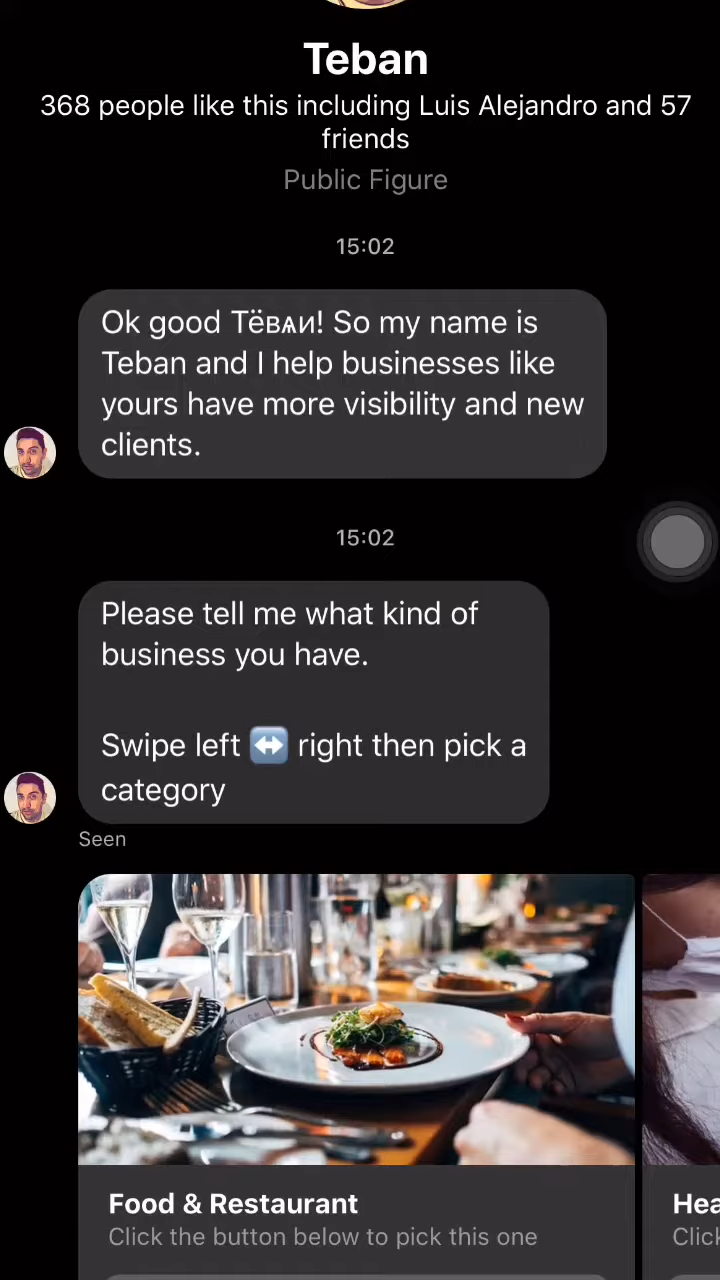 Teban
368 people like this including Luis Alejandro and 57
friends
Public Figure
15:02
Ok good Тёвѧи! So my name is
Teban and I help businesses like
yours have more visibility and new
clients.
15:02
Please tell me what kind of
business you have.
Swipe left ↔️ right then pick a
category
Seen
Food & Restaurant
Click the button below to pick this one
Hea
Click